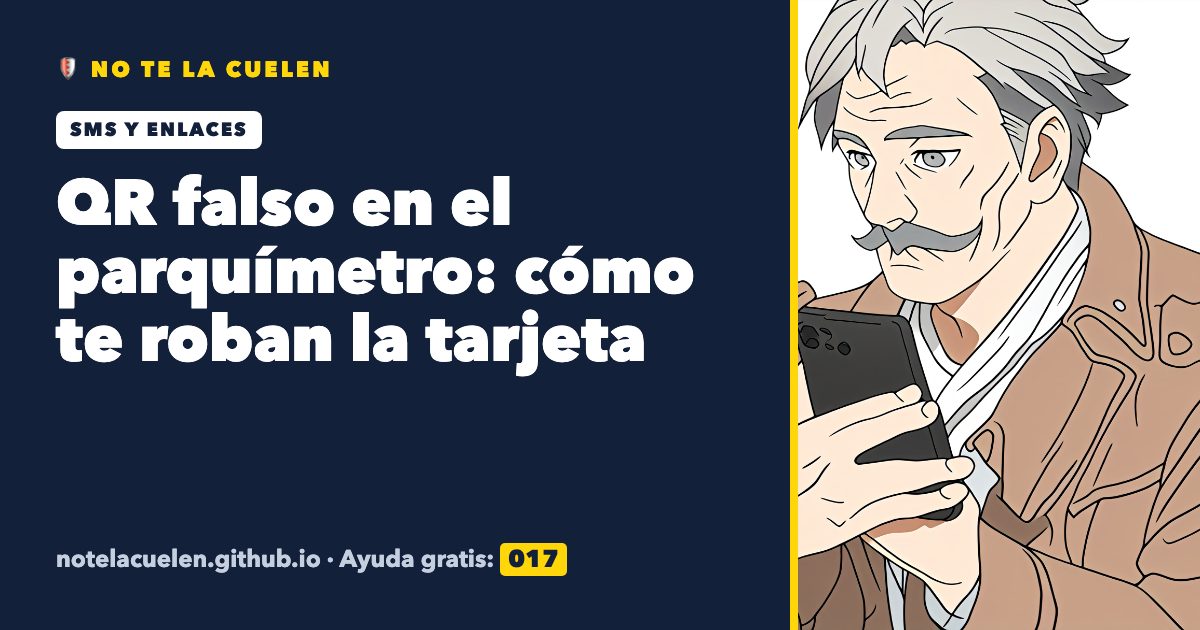 NO TE LA CUELEN
SMS Y ENLACES
QR falso en el
parquímetro: cómo
te roban la tarjeta
notelacuelen.github.io · Ayuda gratis: 017